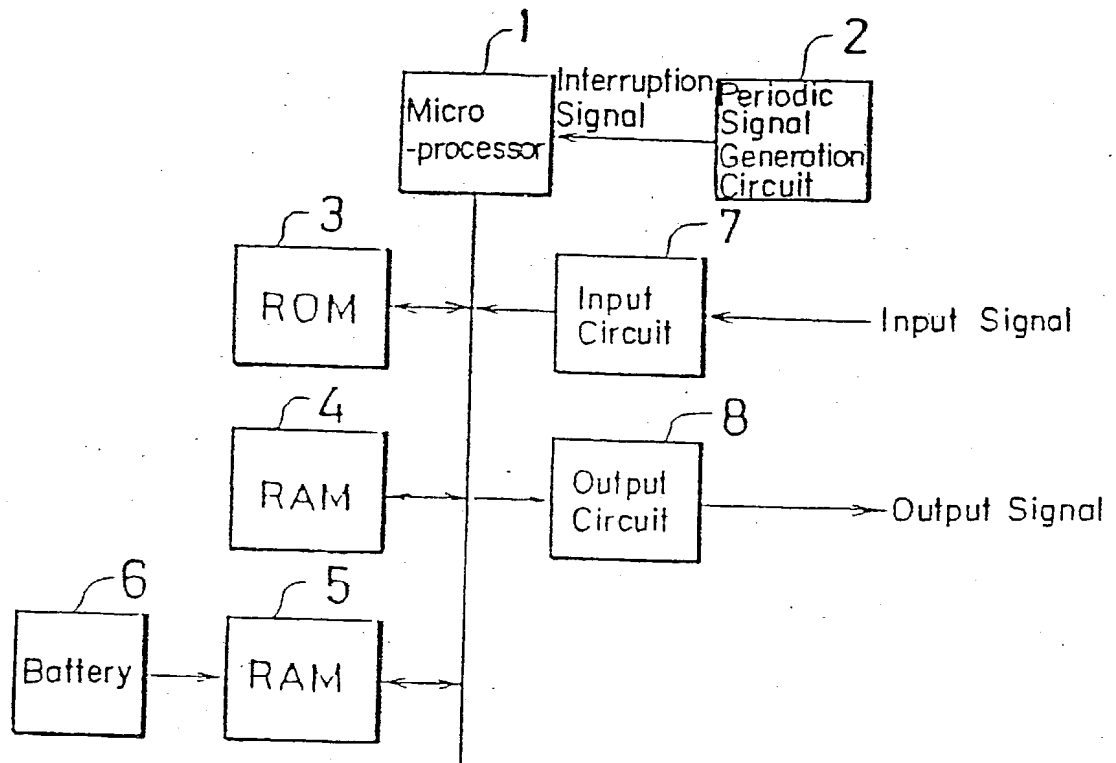 1
2
Micro
-processor
Interruption
Signal
Periodic
Signal
Generation
Circuit
3
7
ROM
Input
Circuit
Input Signal
4
8
RAM
Output
Circuit
Output Signal
6
5
Battery
RAM